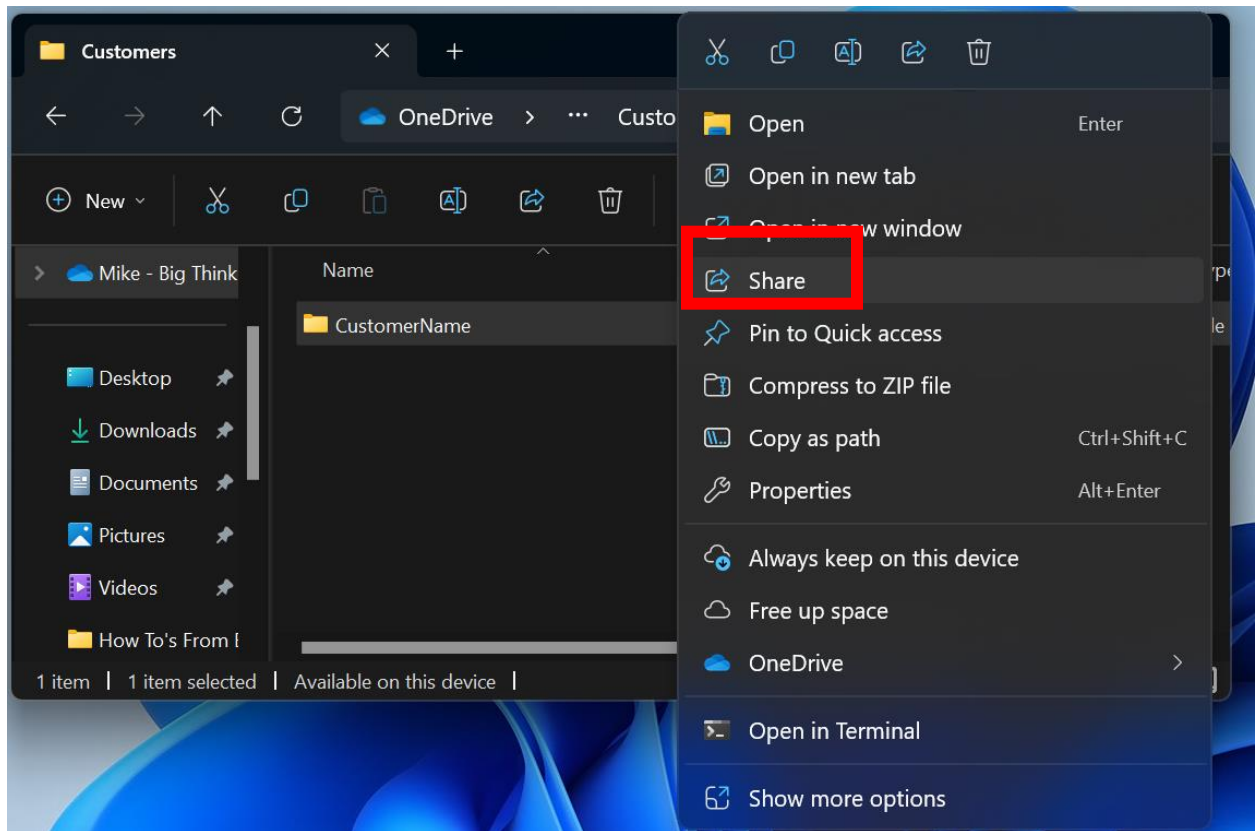 Customers
OneDrive > ··· Custo
New
Mike - Big Think
Desktop
Downloads
Documents
Pictures
Videos
How To's From
Name
CustomerName
1 item | 1 item selected | Available on this device |
Open Enter
Open in new tab
Open in new window
Share
Pin to Quick access
Compress to ZIP file
Copy as path Ctrl+Shift+C
Properties Alt+Enter
Always keep on this device
Free up space
OneDrive
Open in Terminal
Show more options